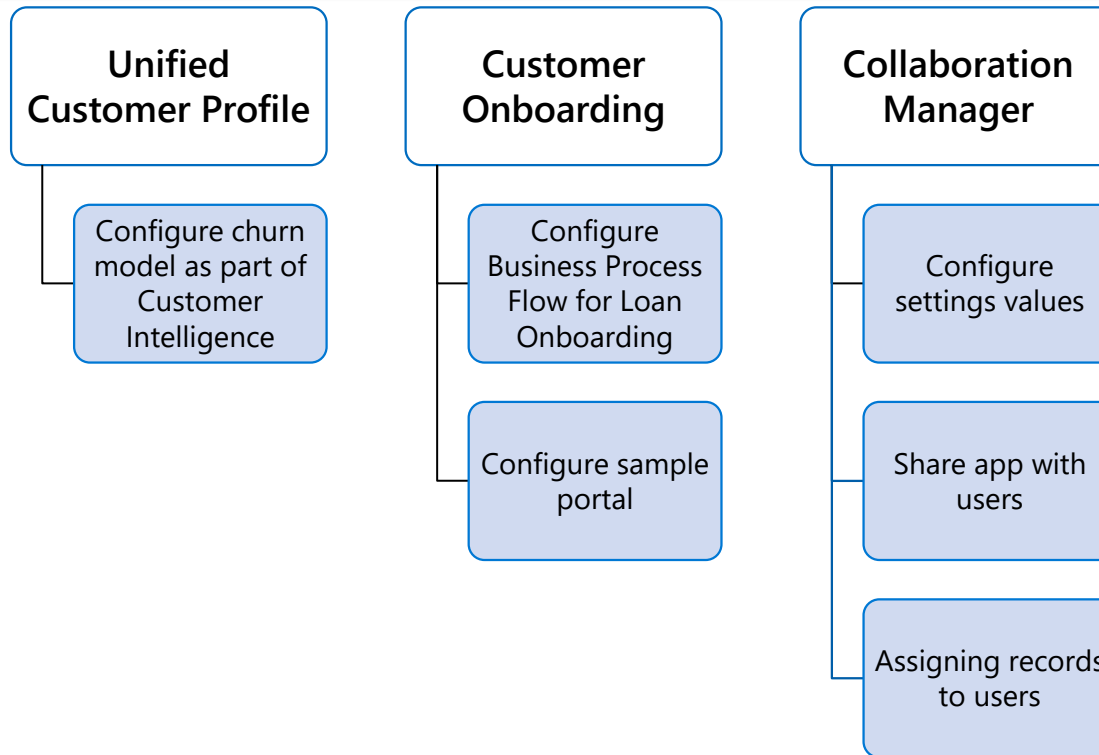 Unified
Customer Profile
Configure churn
model as part of
Customer
Intelligence
Customer
Onboarding
Configure
Business Process
Flow for Loan
Onboarding
Configure sample
portal
Collaboration
Manager
Configure
settings values
Share app with
users
Assigning records
to users